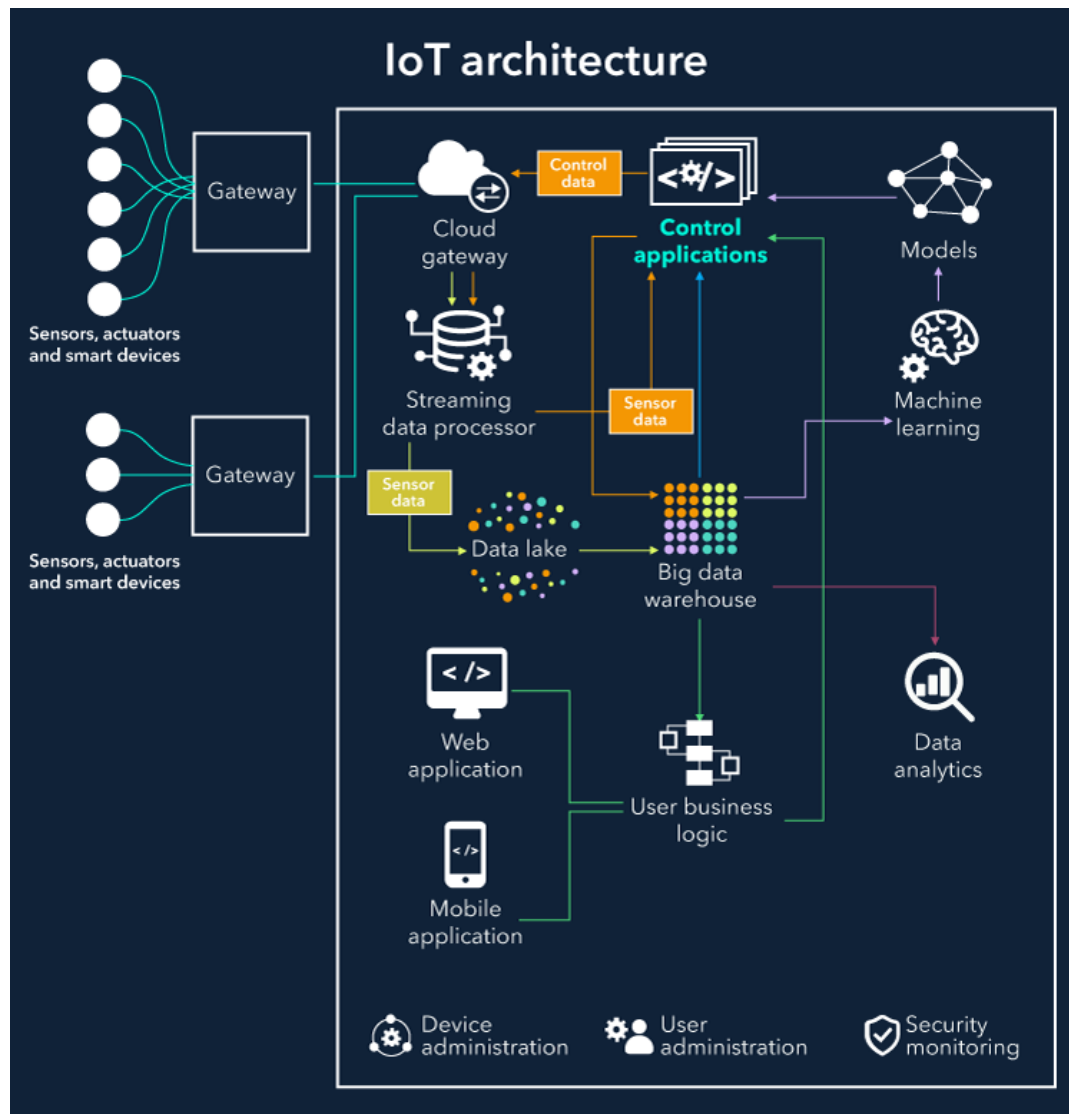 IoT architecture
Gateway
Sensors, actuators
and smart devices
Gateway
Sensors, actuators
and smart devices
Cloud
gateway
Control
data
</>
Control
applications
Models
Streaming
data processor
Sensor
data
Machine
learning
Sensor
data
Data lake
Big data
warehouse
</>
Web
application
User business
logic
Data
analytics
</>
Mobile
application
Device
administration
User
administration
Security
monitoring